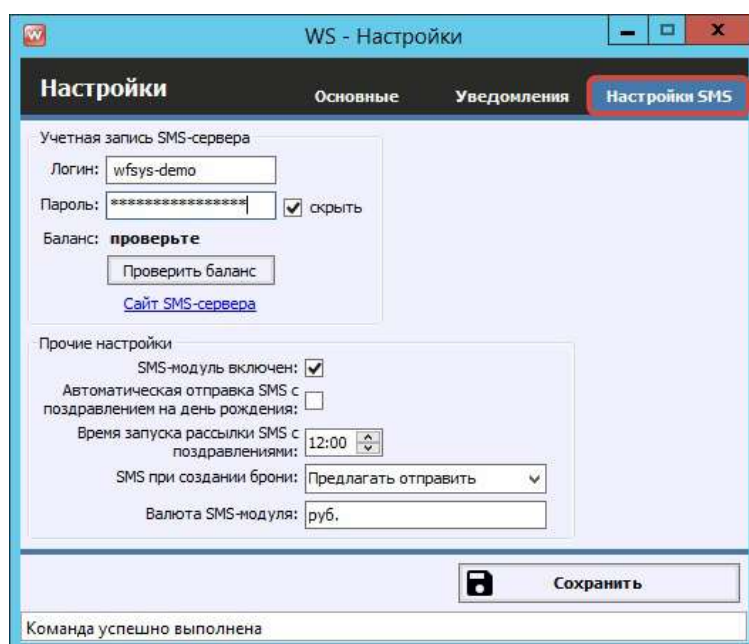 WS - Настройки
Настройки
Основные
Уведомления
Настройки SMS
Учетная запись SMS-сервера
Логин: wfsys-demo
Пароль: **************** скрыть
Баланс: проверьте
Проверить баланс
Сайт SMS-сервера
Прочие настройки
SMS-модуль включен:
Автоматическая отправка SMS с
поздравлением на день рождения:
Время запуска рассылки SMS с
поздравлениями: 12:00
SMS при создании брони: Предлагать отправить
Валюта SMS-модуля: руб.
Сохранить
Команда успешно выполнена